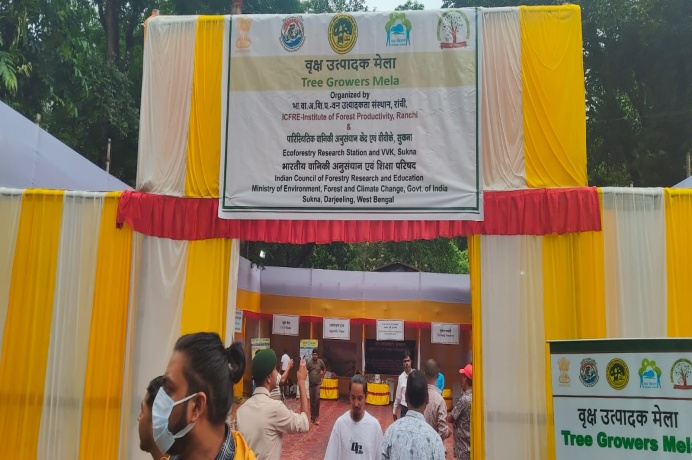 वृक्ष उत्पादक मेला
Tree Growers Mela
Organized by
भा.वा.अ.शि.प.-वन उत्पादकता संस्थान, रांची,
ICFRE-Institute of Forest Productivity, Ranchi
&
पारिस्थितिक वानिकी अनुसंधान केंद्र एवं वीवीके, सुकना
Ecoforestry Research Station and VVK, Sukna
भारतीय वानिकी अनुसंधान एवं शिक्षा परिषद
Indian Council of Forestry Research and Education
Ministry of Environment, Forest and Climate Change, Govt. of India
Sukna, Darjeeling, West Bengal
वृक्ष उत्पादक मेला
Tree Growers Mela